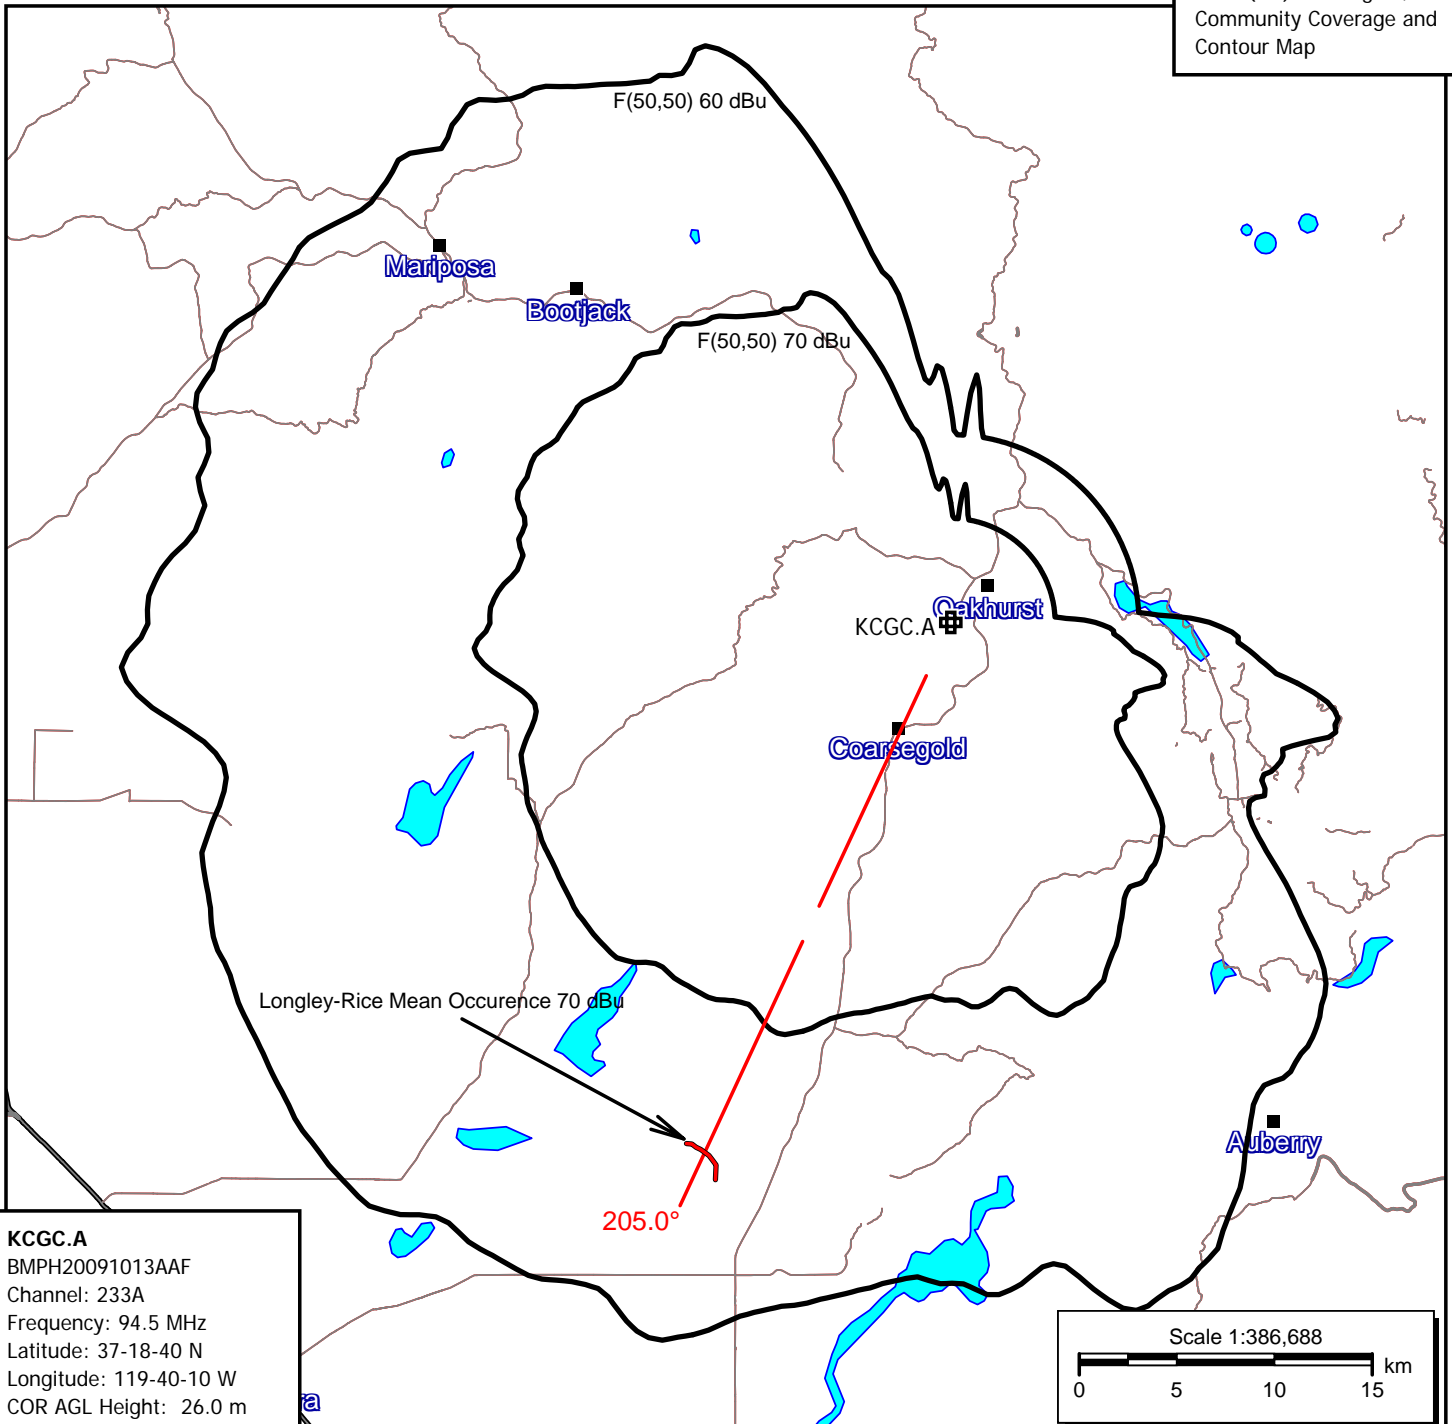 Community Coverage and
Contour Map
F(50,50) 60 dBu
Mariposa
Bootjack
F(50,50) 70 dBu
Oakhurst
KCGC.A
Coarsegold
Longley-Rice Mean Occurence 70 dBu
Auberry
205.0°
KCGC.A
BMPH20091013AAF
Channel: 233A
Frequency: 94.5 MHz
Latitude: 37-18-40 N
Longitude: 119-40-10 W
COR AGL Height: 26.0 m
ra
Scale 1:386,688
km
0 5 10 15